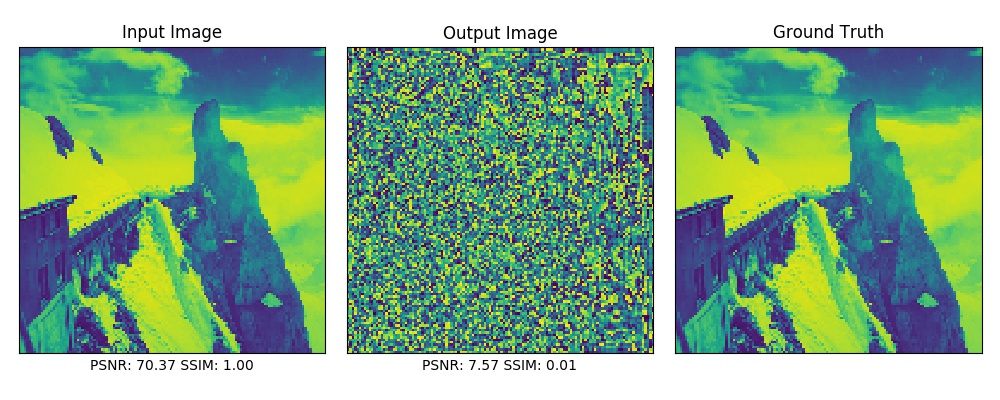 Input Image
Output Image
Ground Truth
PSNR: 70.37 SSIM: 1.00
PSNR: 7.57 SSIM: 0.01